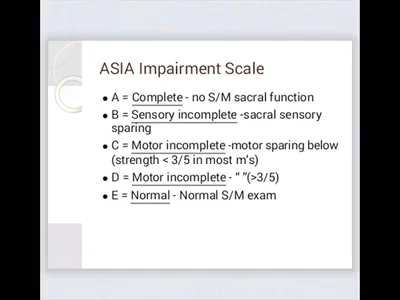 ASIA Impairment Scale
A = Complete - no S/M sacral function
B = Sensory incomplete -sacral sensory
sparing
C = Motor incomplete -motor sparing below
(strength < 3/5 in most m's)
D = Motor incomplete - “ ”(>3/5)
E = Normal - Normal S/M exam